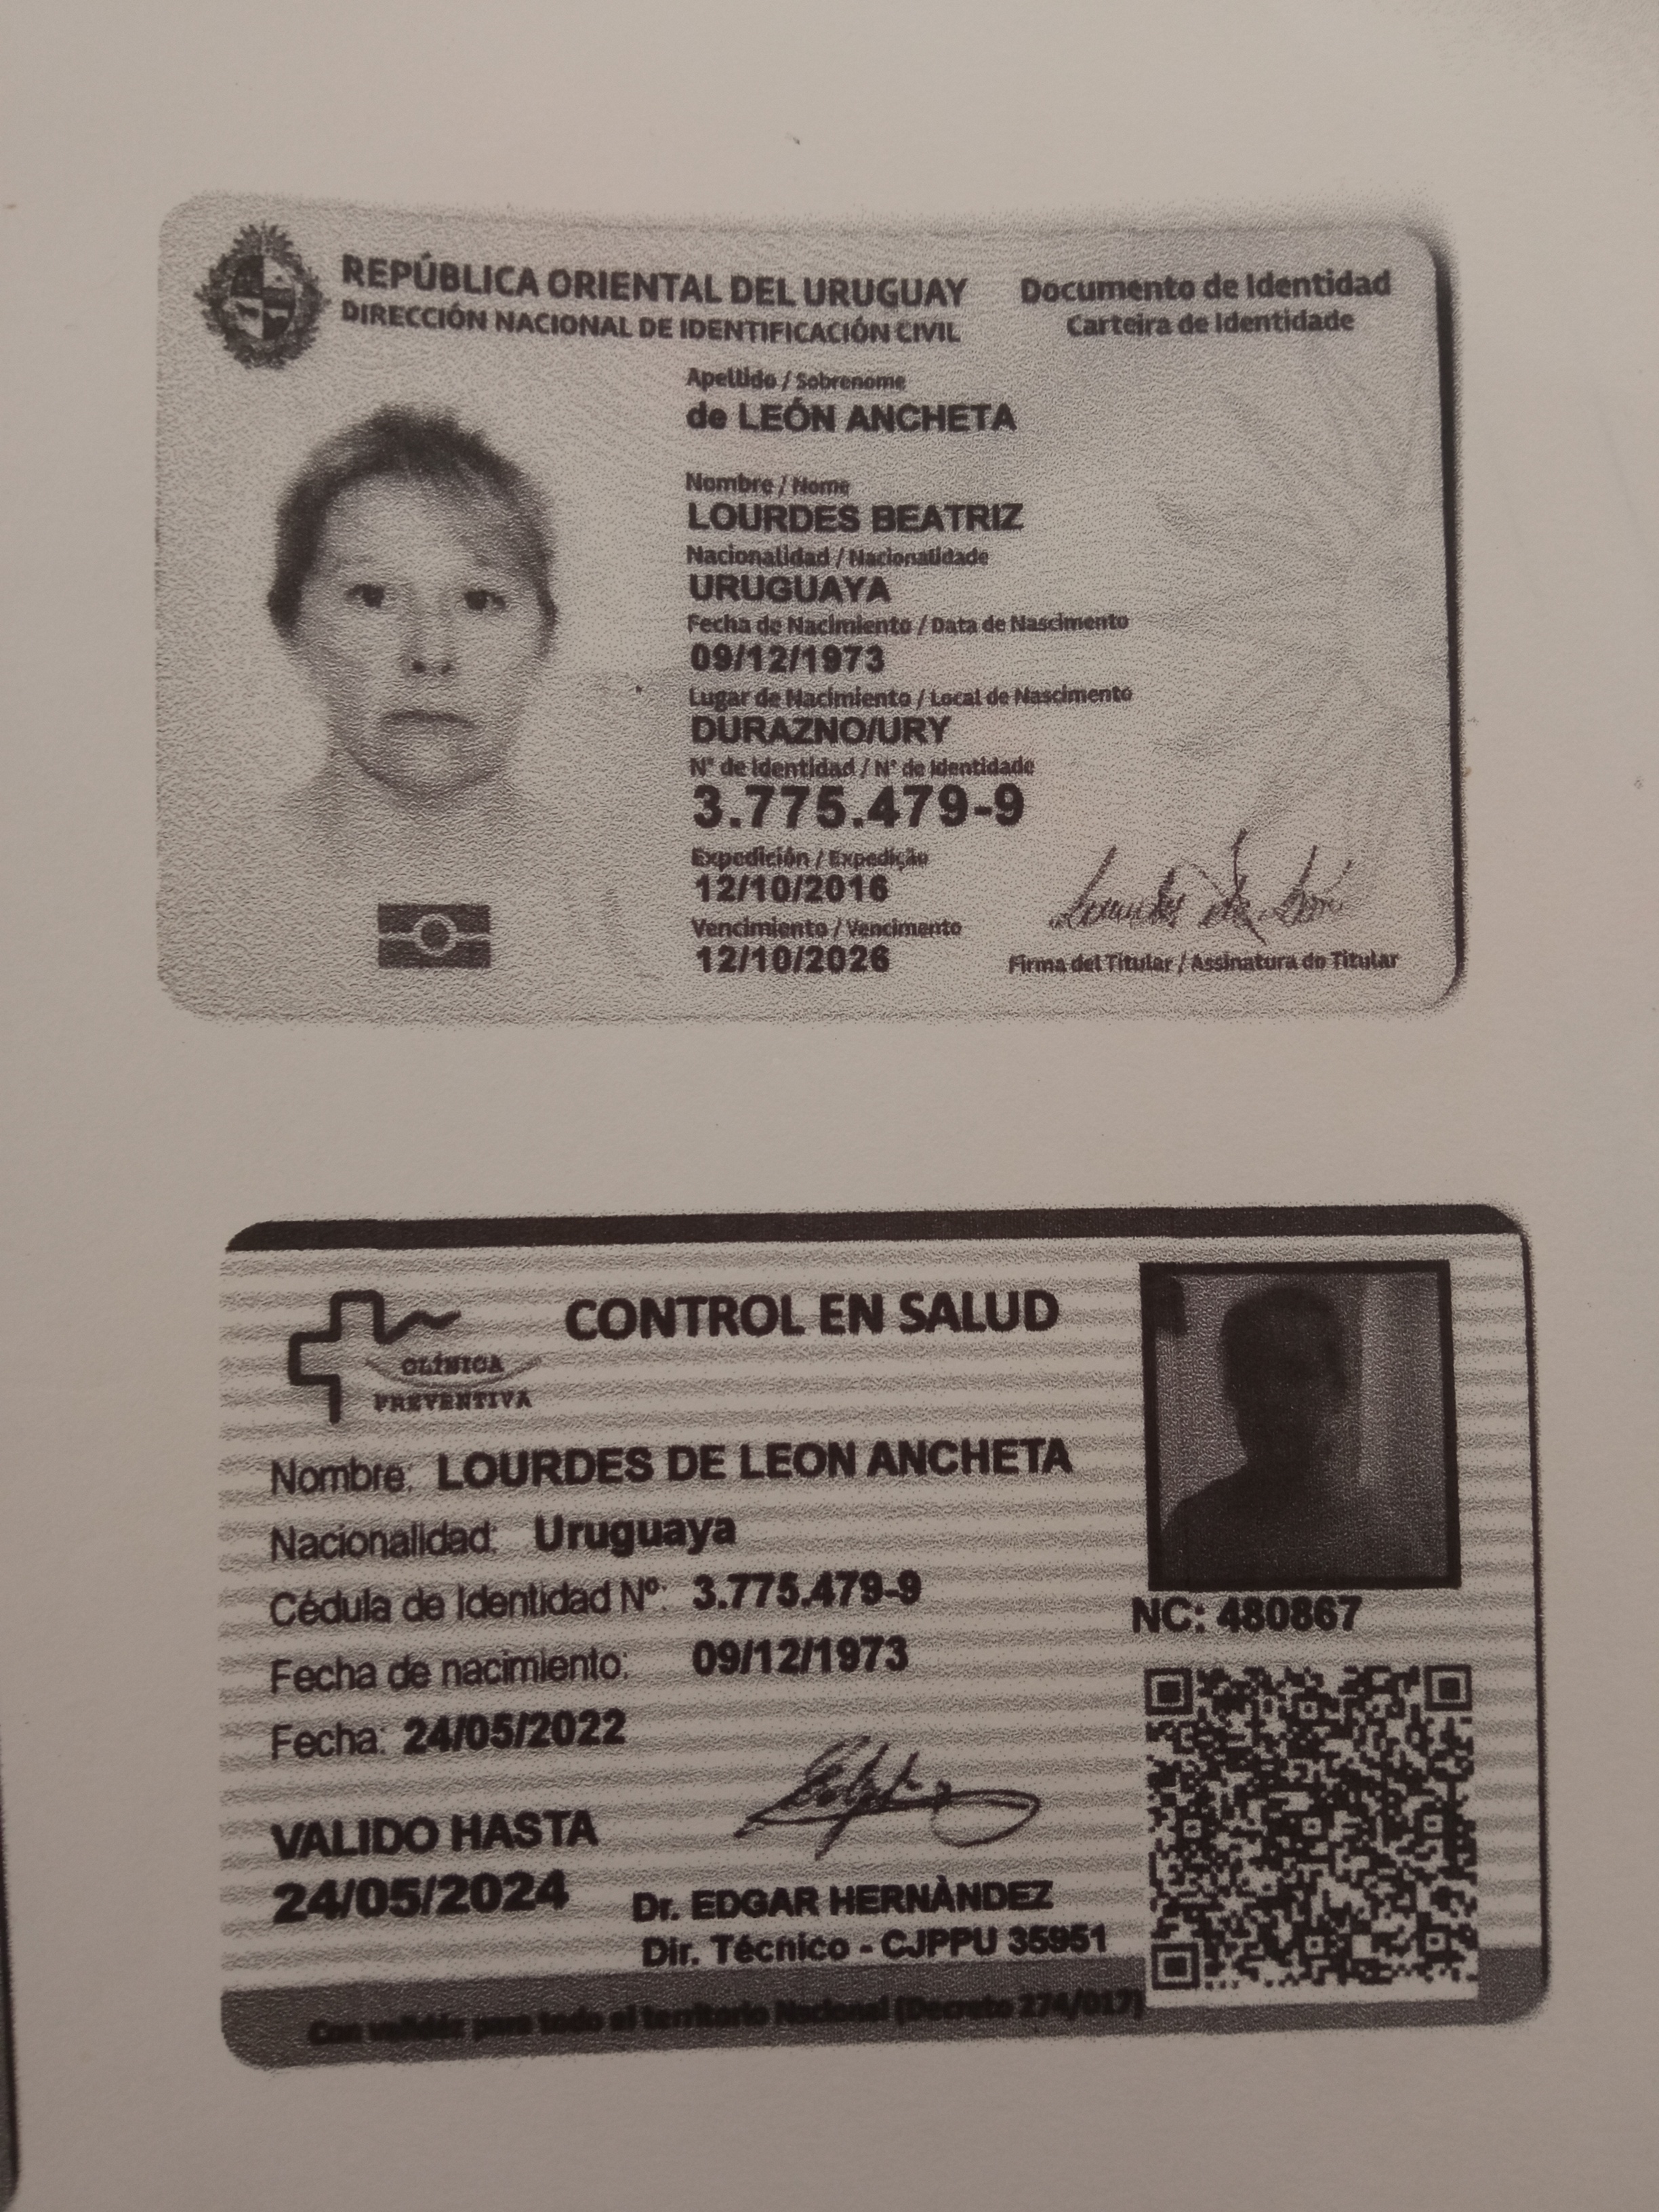 REPÚBLICA ORIENTAL DEL URUGUAY
DIRECCIÓN NACIONAL DE IDENTIFICACIÓN CIVIL
Documento de Identidad
Carteira de Identidade
Apellido / Sobrenome
de LEÓN ANCHETA
Nombre / Nome
LOURDES BEATRIZ
Nacionalidad / Nacionalidade
URUGUAYA
Fecha de Nacimiento / Data de Nascimento
09/12/1973
Lugar de Nacimiento / Local de Nascimento
DURAZNO/URY
N° de Identidad / N° de Identidade
3.775.479-9
Expedición / Expedição
12/10/2016
Vencimiento / Vencimento
12/10/2026
Firma del Titular / Assinatura do Titular
CLÍNICA
PREVENTIVA
CONTROL EN SALUD
Nombre: LOURDES DE LEON ANCHETA
Nacionalidad: Uruguaya
Cédula de Identidad Nº: 3.775.479-9
Fecha de nacimiento: 09/12/1973
Fecha: 24/05/2022
VALIDO HASTA
24/05/2024
Dr. EDGAR HERNÀNDEZ
Dir. Técnico - CJPPU 35951
NC: 480867
Con validéz para todo el territorio Nacional (Decreto 274/017)